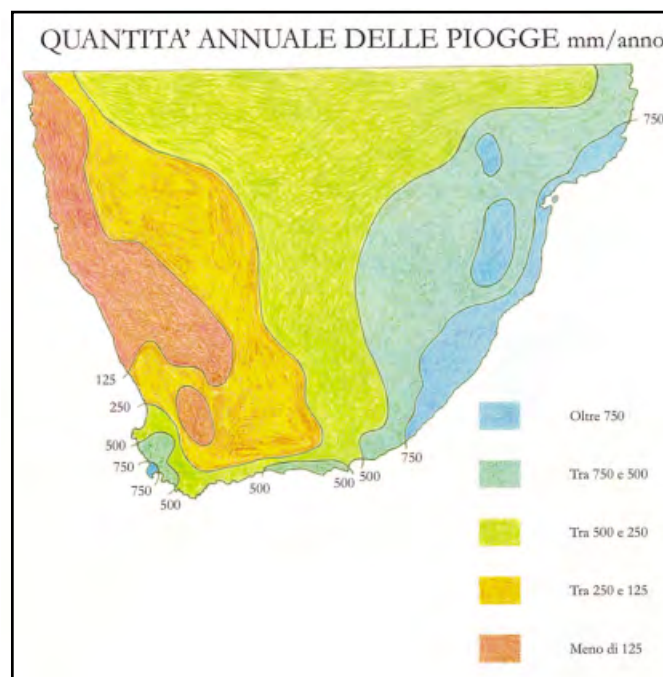 QUANTITA' ANNUALE DELLE PIOGGE mm/anno
750
125
250
500
750
750
500
500
500
500
750
Oltre 750
Tra 750 e 500
Tra 500 e 250
Tra 250 e 125
Meno di 125